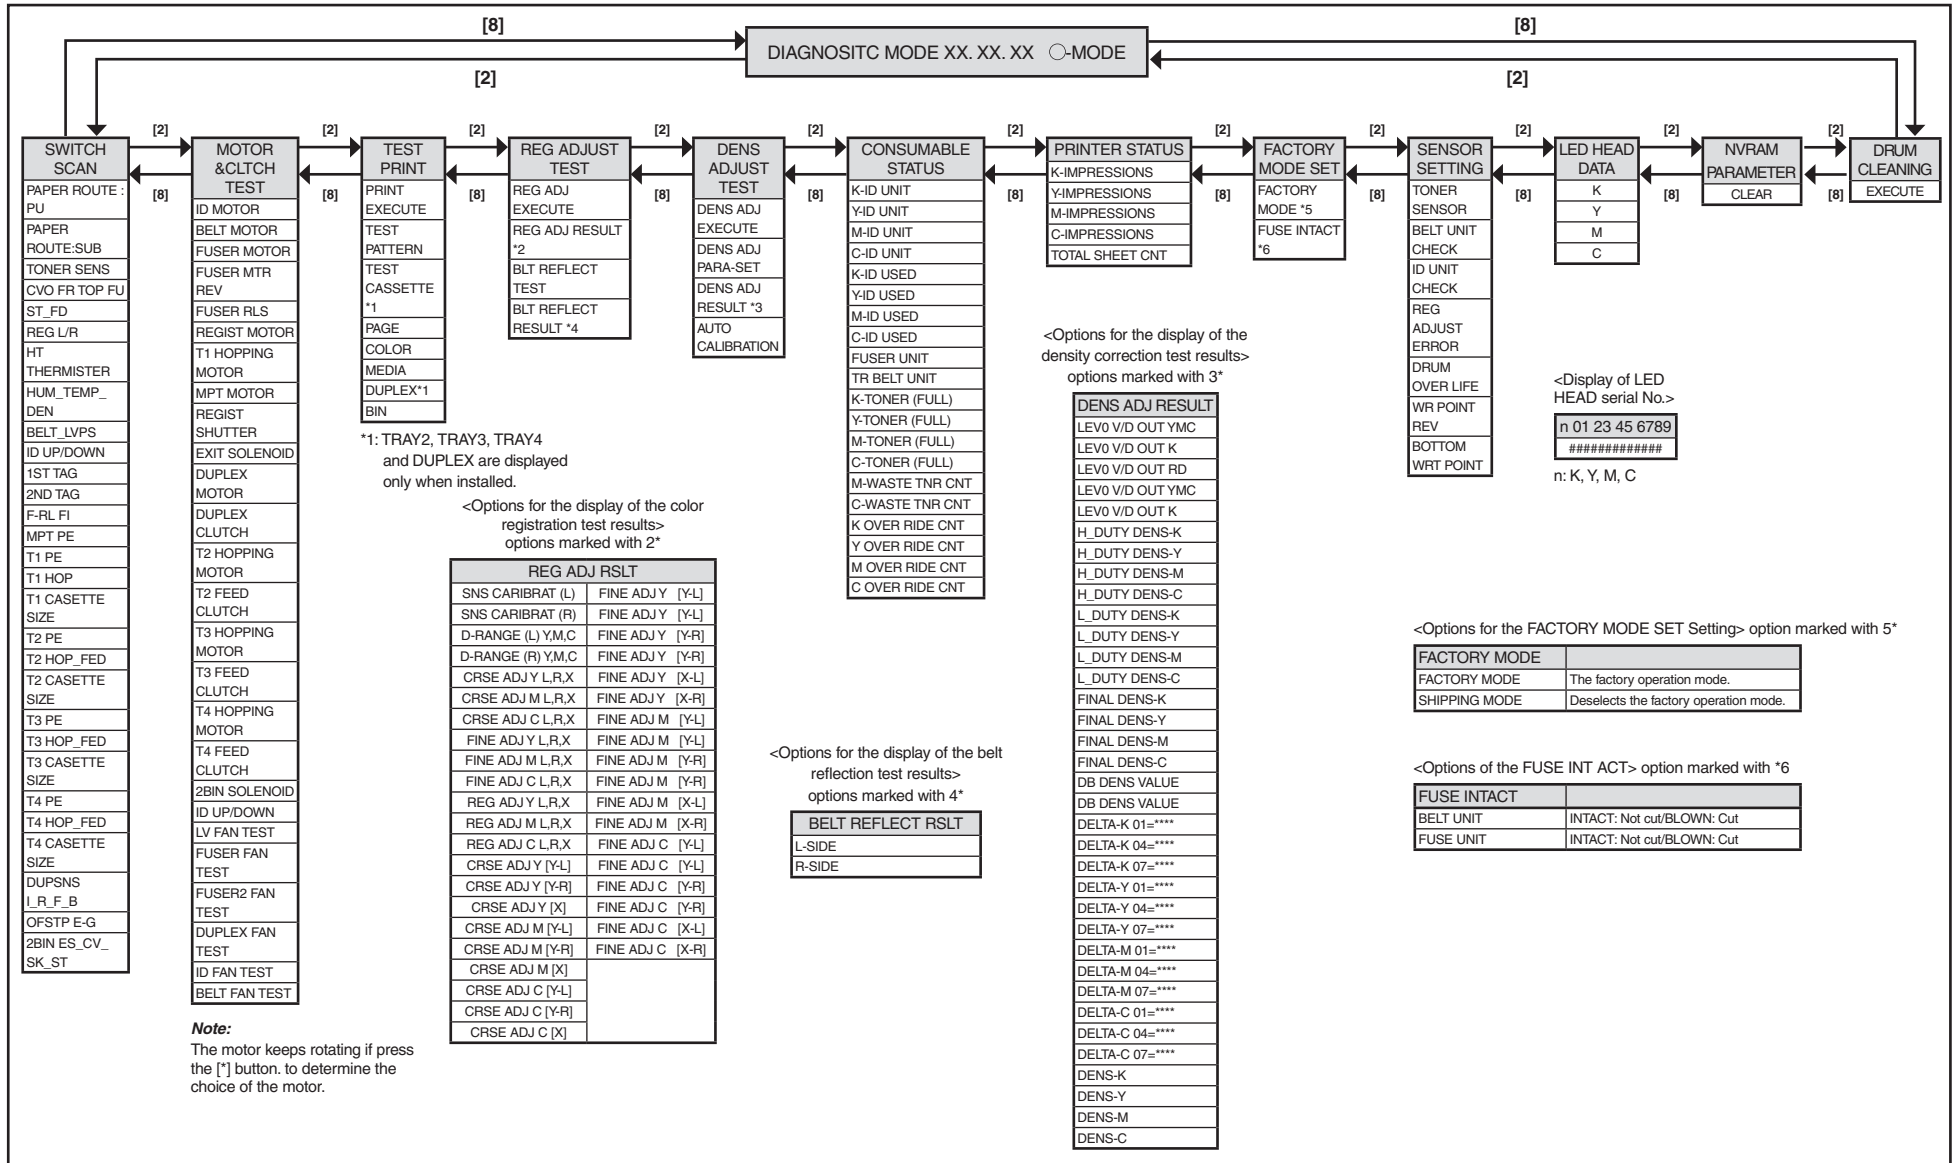 [8]
[8]
DIAGNOSITC MODE XX. XX. XX ○-MODE
[2]
[2]
[2]
[2]
[2]
[2]
[2]
[2]
[2]
[2]
[2]
[2]
[2]
[8]
[8]
[8]
[8]
[8]
[8]
[8]
[8]
[8]
[8]
[8]
SWITCH
SCAN
PAPER ROUTE :
PU
PAPER
ROUTE:SUB
TONER SENS
CVO FR TOP FU
ST_FD
REG L/R
HT
THERMISTER
HUM_TEMP_
DEN
BELT_LVPS
ID UP/DOWN
1ST TAG
2ND TAG
F-RL FI
MPT PE
T1 PE
T1 HOP
T1 CASETTE
SIZE
T2 PE
T2 HOP_FED
T2 CASETTE
SIZE
T3 PE
T3 HOP_FED
T3 CASETTE
SIZE
T4 PE
T4 HOP_FED
T4 CASETTE
SIZE
DUPSNS
I_R_F_B
OFSTP E-G
2BIN ES_CV_
SK_ST
MOTOR
&CLTCH
TEST
ID MOTOR
BELT MOTOR
FUSER MOTOR
FUSER MTR
REV
FUSER RLS
REGIST MOTOR
T1 HOPPING
MOTOR
MPT MOTOR
REGIST
SHUTTER
EXIT SOLENOID
DUPLEX
MOTOR
DUPLEX
CLUTCH
T2 HOPPING
MOTOR
T2 FEED
CLUTCH
T3 HOPPING
MOTOR
T3 FEED
CLUTCH
T4 HOPPING
MOTOR
T4 FEED
CLUTCH
2BIN SOLENOID
ID UP/DOWN
LV FAN TEST
FUSER FAN
TEST
FUSER2 FAN
TEST
DUPLEX FAN
TEST
ID FAN TEST
BELT FAN TEST
Note:
The motor keeps rotating if press
the [*] button. to determine the
choice of the motor.
TEST
PRINT
PRINT
EXECUTE
TEST
PATTERN
TEST
CASSETTE
*1
PAGE
COLOR
MEDIA
DUPLEX*1
BIN
*1: TRAY2, TRAY3, TRAY4
and DUPLEX are displayed
only when installed.
REG ADJUST
TEST
REG ADJ
EXECUTE
REG ADJ RESULT
*2
BLT REFLECT
TEST
BLT REFLECT
RESULT *4
<Options for the display of the color
registration test results>
options marked with 2*
REG ADJ RSLT
SNS CARIBRAT (L) FINE ADJ Y [Y-L]
SNS CARIBRAT (R) FINE ADJ Y [Y-L]
D-RANGE (L) Y,M,C FINE ADJ Y [Y-R]
D-RANGE (R) Y,M,C FINE ADJ Y [Y-R]
CRSE ADJ Y L,R,X FINE ADJ Y [X-L]
CRSE ADJ M L,R,X FINE ADJ Y [X-R]
CRSE ADJ C L,R,X FINE ADJ M [Y-L]
FINE ADJ Y L,R,X FINE ADJ M [Y-L]
FINE ADJ M L,R,X FINE ADJ M [Y-R]
FINE ADJ C L,R,X FINE ADJ M [Y-R]
REG ADJ Y L,R,X FINE ADJ M [X-L]
REG ADJ M L,R,X FINE ADJ M [X-R]
REG ADJ C L,R,X FINE ADJ C [Y-L]
CRSE ADJ Y [Y-L] FINE ADJ C [Y-L]
CRSE ADJ Y [Y-R] FINE ADJ C [Y-R]
CRSE ADJ Y [X] FINE ADJ C [Y-R]
CRSE ADJ M [Y-L] FINE ADJ C [X-L]
CRSE ADJ M [Y-R] FINE ADJ C [X-R]
CRSE ADJ M [X]
CRSE ADJ C [Y-L]
CRSE ADJ C [Y-R]
CRSE ADJ C [X]
DENS
ADJUST
TEST
DENS ADJ
EXECUTE
DENS ADJ
PARA-SET
DENS ADJ
RESULT *3
AUTO
CALIBRATION
CONSUMABLE
STATUS
K-ID UNIT
Y-ID UNIT
M-ID UNIT
C-ID UNIT
K-ID USED
Y-ID USED
M-ID USED
C-ID USED
FUSER UNIT
TR BELT UNIT
K-TONER (FULL)
Y-TONER (FULL)
M-TONER (FULL)
C-TONER (FULL)
M-WASTE TNR CNT
C-WASTE TNR CNT
K OVER RIDE CNT
Y OVER RIDE CNT
M OVER RIDE CNT
C OVER RIDE CNT
<Options for the display of the belt
reflection test results>
options marked with 4*
BELT REFLECT RSLT
L-SIDE
R-SIDE
PRINTER STATUS
K-IMPRESSIONS
Y-IMPRESSIONS
M-IMPRESSIONS
C-IMPRESSIONS
TOTAL SHEET CNT
<Options for the display of the
density correction test results>
options marked with 3*
DENS ADJ RESULT
LEV0 V/D OUT YMC
LEV0 V/D OUT K
LEV0 V/D OUT RD
LEV0 V/D OUT YMC
LEV0 V/D OUT K
H_DUTY DENS-K
H_DUTY DENS-Y
H_DUTY DENS-M
H_DUTY DENS-C
L_DUTY DENS-K
L_DUTY DENS-Y
L_DUTY DENS-M
L_DUTY DENS-C
FINAL DENS-K
FINAL DENS-Y
FINAL DENS-M
FINAL DENS-C
DB DENS VALUE
DB DENS VALUE
DELTA-K 01=****
DELTA-K 04=****
DELTA-K 07=****
DELTA-Y 01=****
DELTA-Y 04=****
DELTA-Y 07=****
DELTA-M 01=****
DELTA-M 04=****
DELTA-M 07=****
DELTA-C 01=****
DELTA-C 04=****
DELTA-C 07=****
DENS-K
DENS-Y
DENS-M
DENS-C
FACTORY
MODE SET
FACTORY
MODE *5
FUSE INTACT
*6
SENSOR
SETTING
TONER
SENSOR
BELT UNIT
CHECK
ID UNIT
CHECK
REG
ADJUST
ERROR
DRUM
OVER LIFE
WR POINT
REV
BOTTOM
WRT POINT
LED HEAD
DATA
K
Y
M
C
<Display of LED
HEAD serial No.>
n 01 23 45 6789
#############
n: K, Y, M, C
NVRAM
PARAMETER
CLEAR
DRUM
CLEANING
EXECUTE
<Options for the FACTORY MODE SET Setting> option marked with 5*
FACTORY MODE
FACTORY MODE The factory operation mode.
SHIPPING MODE Deselects the factory operation mode.
<Options of the FUSE INT ACT> option marked with *6
FUSE INTACT
BELT UNIT INTACT: Not cut/BLOWN: Cut
FUSE UNIT INTACT: Not cut/BLOWN: Cut